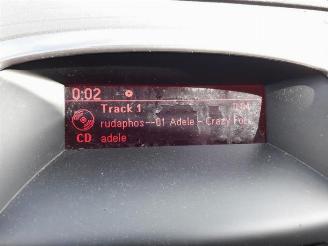 0:02
Track 1
rudaphos--01 Adele - Crazy For
CD adele